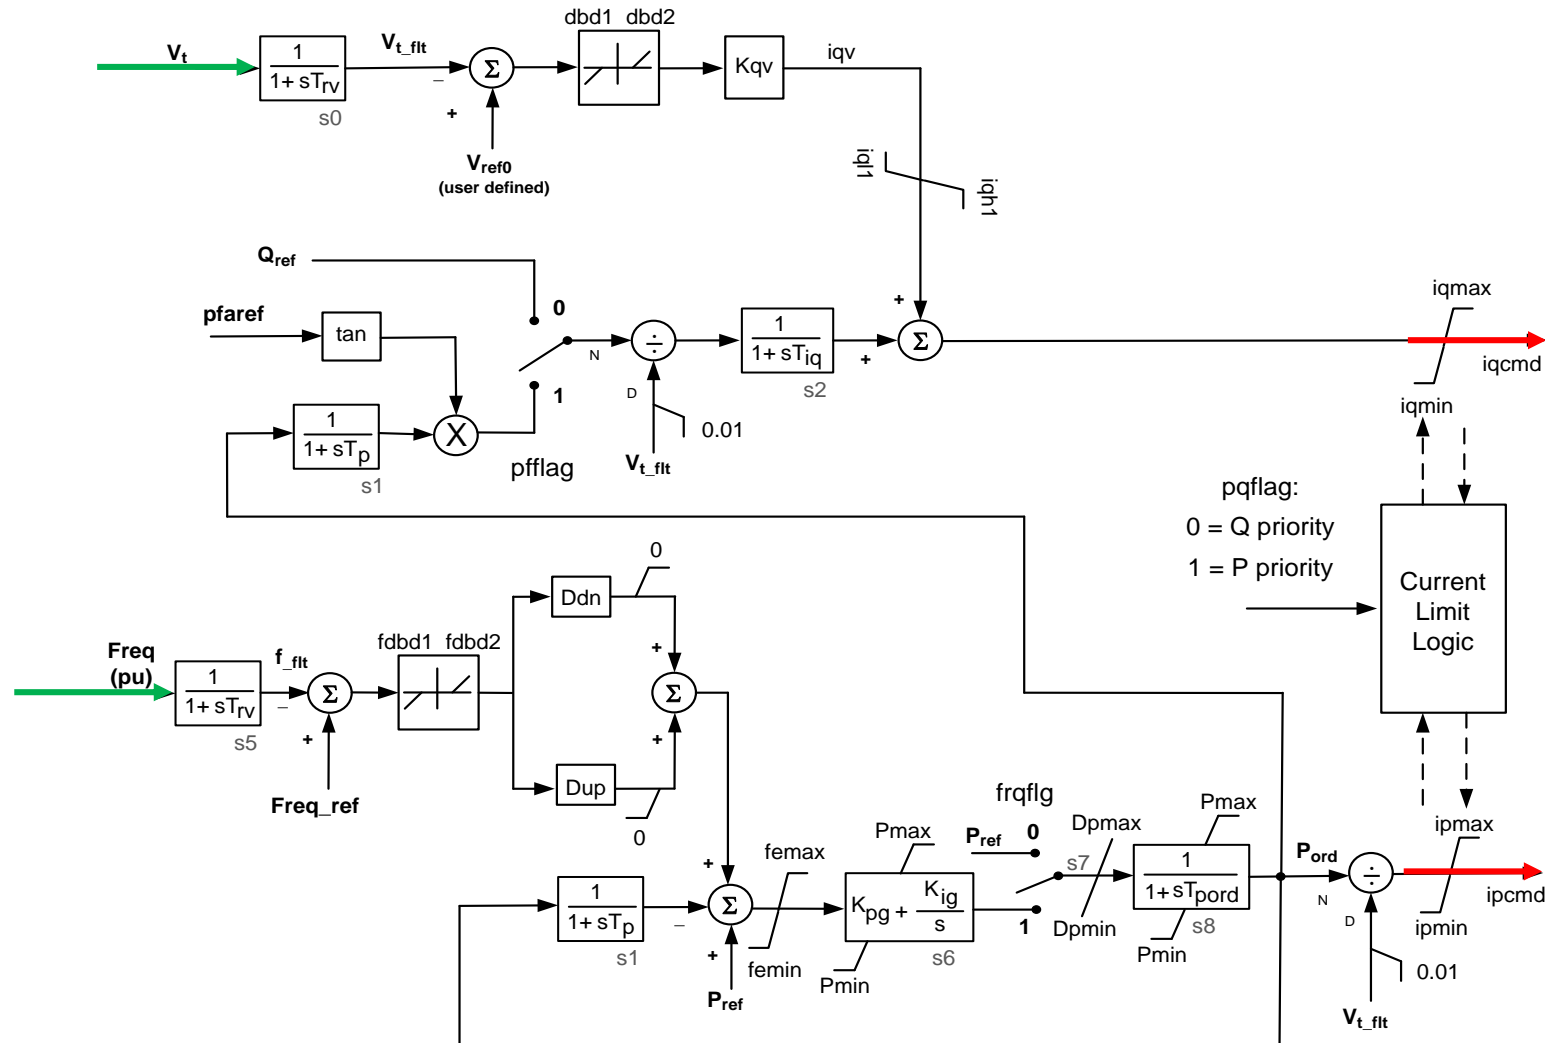 dbd1 dbd2
Vt
1
1+ sTrv
s0
Vt_flt
−
+
Σ
Vref0
(user defined)
Kqv
iqv
iql1
iqh1
Qref
0
pfaref
tan
1
1
1+ sTp
s1
X
pfflag
N
÷
D
0.01
Vt_flt
1
1+ sTiq
s2
+
+
Σ
iqmax
iqcmd
iqmin
pqflag:
0 = Q priority
1 = P priority
Current
Limit
Logic
Freq
(pu)
1
1+ sTrv
s5
f_flt
−
+
Σ
Freq_ref
fdbd1 fdbd2
Ddn
0
+
Σ
+
Dup
0
1
1+ sTp
s1
−
+
+
Σ
Pref
femax
femin
Pmax
Kpg + Kig
s
Pmin
s6
frqflg
Pref 0
1
s7
Dpmax
Dpmin
Pmax
1
1+ sTpord
Pmin
s8
Pord
N
÷
D
0.01
Vt_flt
ipmax
ipcmd
ipmin